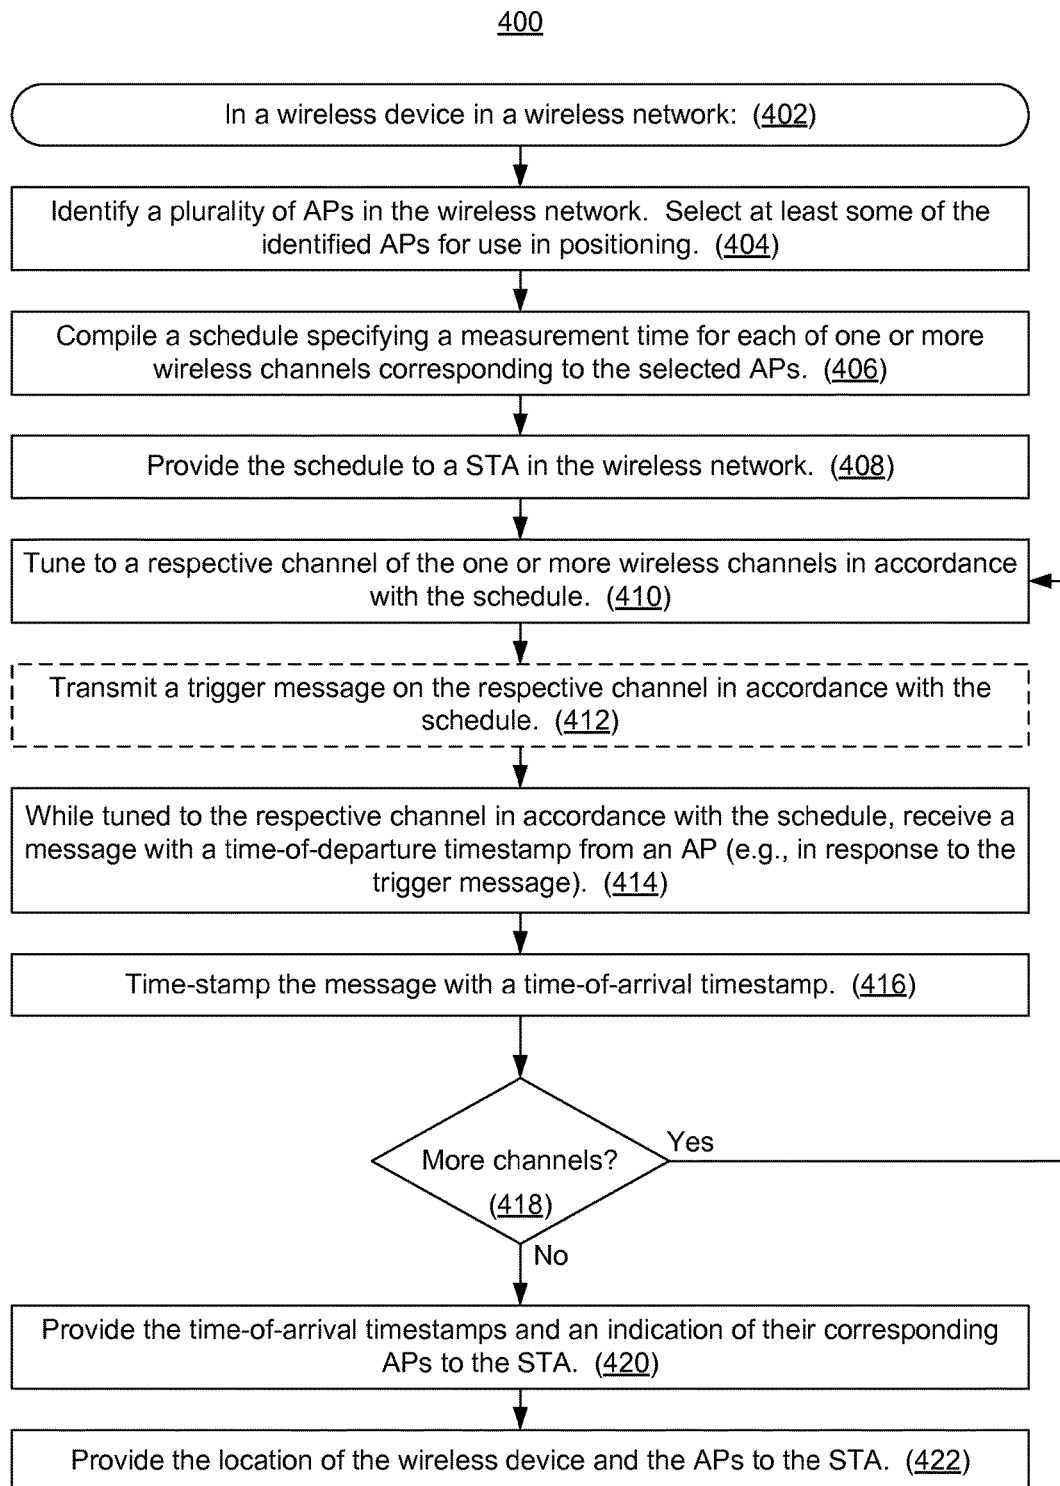 400
In a wireless device in a wireless network: (402)
Identify a plurality of APs in the wireless network. Select at least some of the
identified APs for use in positioning. (404)
Compile a schedule specifying a measurement time for each of one or more
wireless channels corresponding to the selected APs. (406)
Provide the schedule to a STA in the wireless network. (408)
Tune to a respective channel of the one or more wireless channels in accordance
with the schedule. (410)
Transmit a trigger message on the respective channel in accordance with the
schedule. (412)
While tuned to the respective channel in accordance with the schedule, receive a
message with a time-of-departure timestamp from an AP (e.g., in response to the
trigger message). (414)
Time-stamp the message with a time-of-arrival timestamp. (416)
More channels?
(418)
Yes
No
Provide the time-of-arrival timestamps and an indication of their corresponding
APs to the STA. (420)
Provide the location of the wireless device and the APs to the STA. (422)